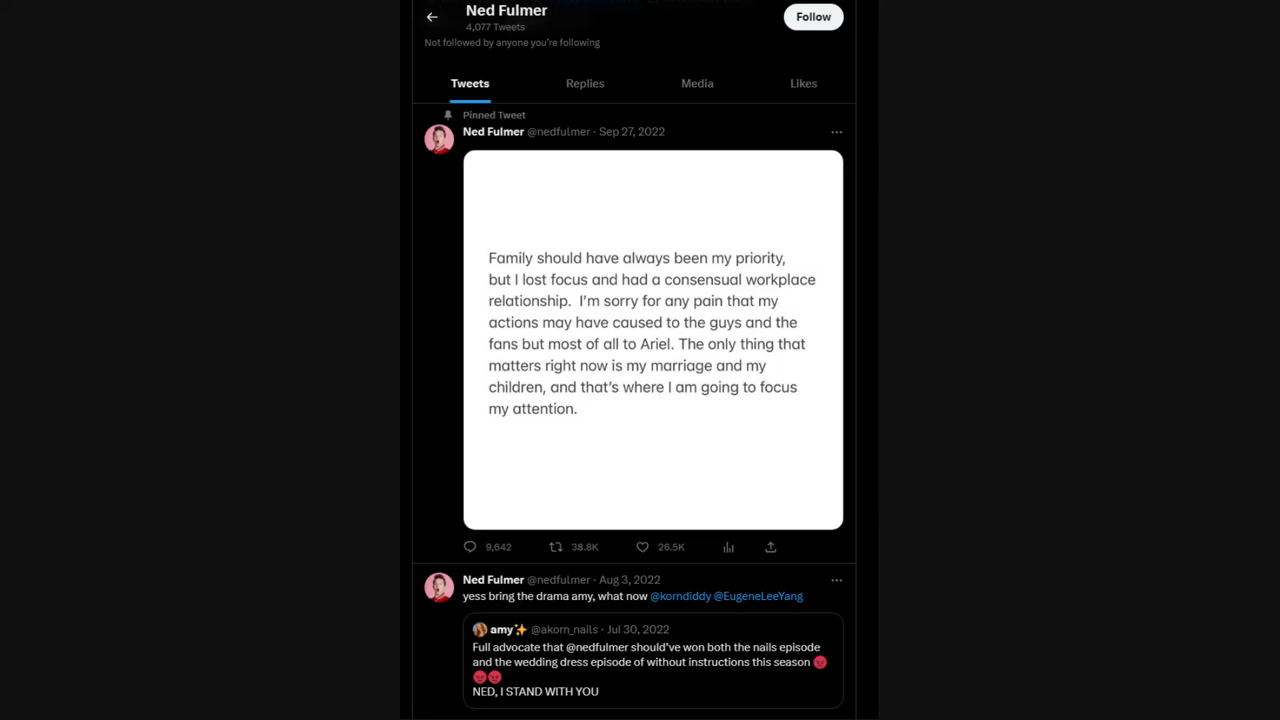 Ned Fulmer
4,077 Tweets
Follow
Not followed by anyone you're following
Tweets
Replies
Media
Likes
Pinned Tweet
Ned Fulmer @nedfulmer · Sep 27, 2022
Family should have always been my priority,
but I lost focus and had a consensual workplace
relationship.  I'm sorry for any pain that my
actions may have caused to the guys and the
fans but most of all to Ariel. The only thing that
matters right now is my marriage and my
children, and that's where I am going to focus
my attention.
9,642
38.8K
26.5K
Ned Fulmer @nedfulmer · Aug 3, 2022
yess bring the drama amy, what now @korndiddy @EugeneLeeYang
amy✨ @akorn_nails · Jul 30, 2022
Full advocate that @nedfulmer should've won both the nails episode
and the wedding dress episode of without instructions this season 😡
😡😡
NED, I STAND WITH YOU